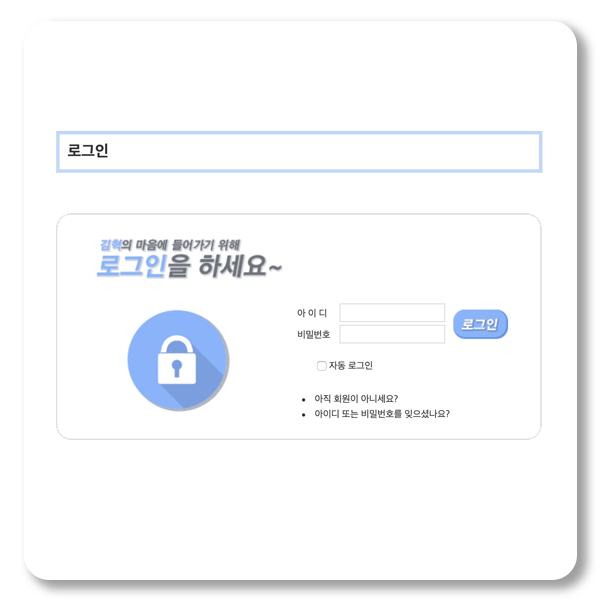 로그인
김혁의 마음에 들어가기 위해
로그인을 하세요~
아 이 디
비밀번호
로그인
자동 로그인
• 아직 회원이 아니세요?
• 아이디 또는 비밀번호를 잊으셨나요?